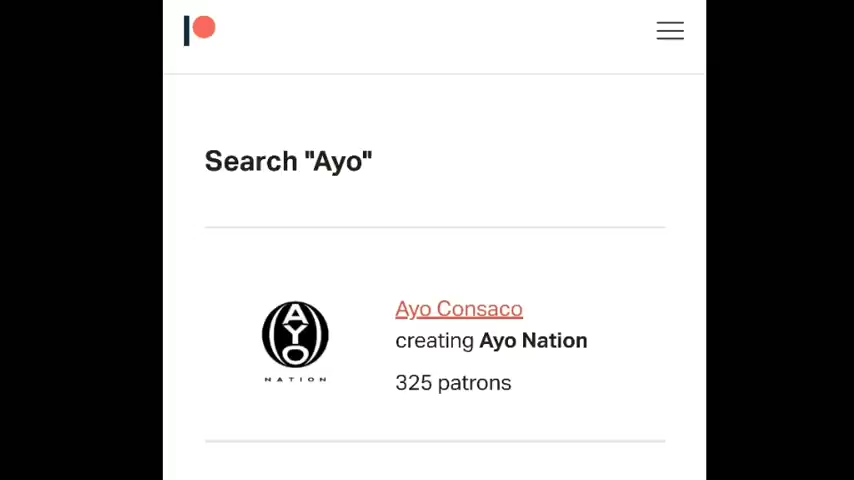 Search "Ayo"
AYO
NATION
Ayo Consaco
creating Ayo Nation
325 patrons